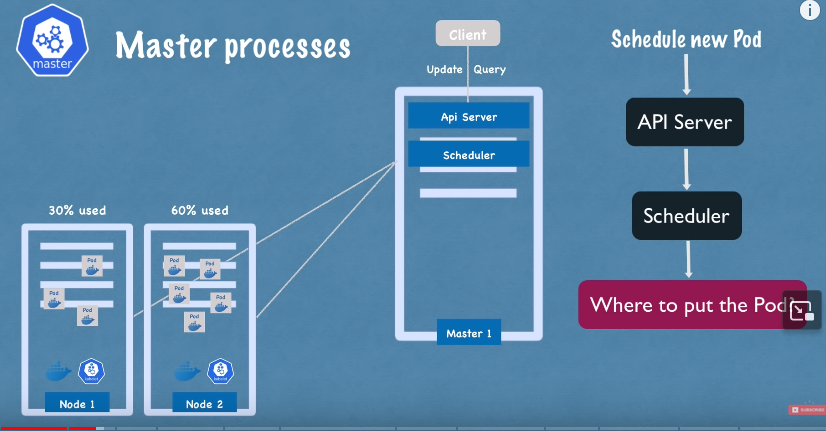 master
Master processes
Client
Update
Query
Api Server
Scheduler
Master 1
30% used
Pod
Pod
Pod
Node 1
60% used
Pod
Pod
Pod
Pod
Pod
Node 2
Schedule new Pod
API Server
Scheduler
Where to put the Pod
SUBSCRIBE